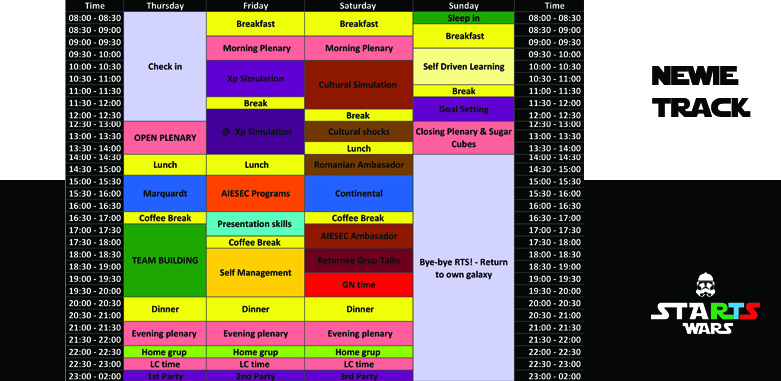 Time Thursday Friday Saturday Sunday Time
08:00 - 08:30 Sleep in 08:00 - 08:30
Breakfast Breakfast
08:30 - 09:00 Breakfast 08:30 - 09:00
09:00 - 09:30 09:00 - 09:30
Morning Plenary Morning Plenary
09:30 - 10:00 09:30 - 10:00
10:00 - 10:30 Check in Self Driven Learning 10:00 - 10:30
10:30 - 11:00 Xp Simulation Cultural Simulation 10:30 - 11:00
11:00 - 11:30 Break 11:00 - 11:30
11:30 - 12:00 Break Goal Setting 11:30 - 12:00
12:00 - 12:30 Break 12:00 - 12:30
12:30 - 13:00 12:30 - 13:00
13:00 - 13:30 OPEN PLENARY @ Xp Simulation Cultural shocks Closing Plenary & Sugar Cubes 13:00 - 13:30
13:30 - 14:00 Lunch 13:30 - 14:00
14:00 - 14:30 14:00 - 14:30
Lunch Lunch Romanian Ambasador
14:30 - 15:00 14:30 - 15:00
15:00 - 15:30 15:00 - 15:30
15:30 - 16:00 Marquardt AIESEC Programs Continental 15:30 - 16:00
16:00 - 16:30 16:00 - 16:30
16:30 - 17:00 Coffee Break Presentation skills Coffee Break 16:30 - 17:00
17:00 - 17:30 AIESEC Ambasador 17:00 - 17:30
17:30 - 18:00 Coffee Break 17:30 - 18:00
18:00 - 18:30 TEAM BUILDING Self Management Returnee Grup Talks Bye-bye RTS! - Return to own galaxy 18:00 - 18:30
18:30 - 19:00 18:30 - 19:00
19:00 - 19:30 GN time 19:00 - 19:30
19:30 - 20:00 19:30 - 20:00
20:00 - 20:30 20:00 - 20:30
Dinner Dinner Dinner
20:30 - 21:00 20:30 - 21:00
21:00 - 21:30 21:00 - 21:30
Evening plenary Evening plenary Evening plenary
21:30 - 22:00 21:30 - 22:00
22:00 - 22:30 Home grup Home grup Home grup 22:00 - 22:30
22:30 - 23:00 LC time LC time LC time 22:30 - 23:00
23:00 - 02:00 1st Party 2nd Party 3rd Party 23:00 - 02:00
NEWIE
TRACK
STARTS
WARS